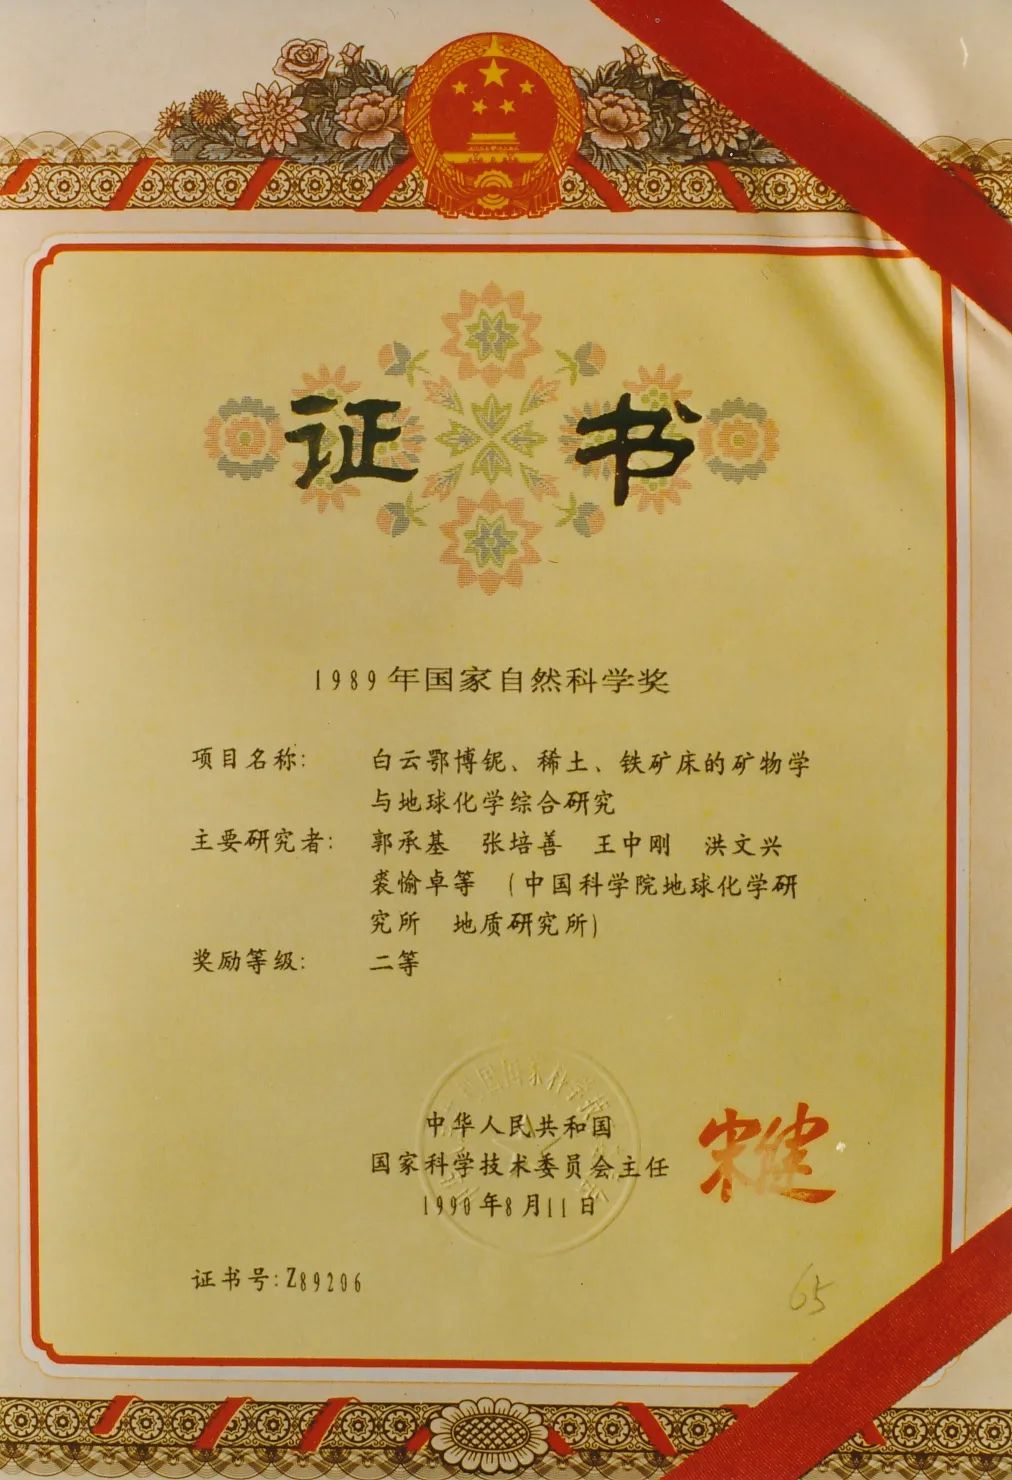 证书
1989年国家自然科学奖
项目名称: 白云鄂博铌、稀土、铁矿床的矿物学
与地球化学综合研究
主要研究者: 郭承基 张培善 王中刚 洪文兴
裘愉卓等 (中国科学院地球化学研
究所 地质研究所)
奖励等级: 二等
中华人民共和国
国家科学技术委员会主任
宋健
1990年8月11日
证书号:Z89206
65